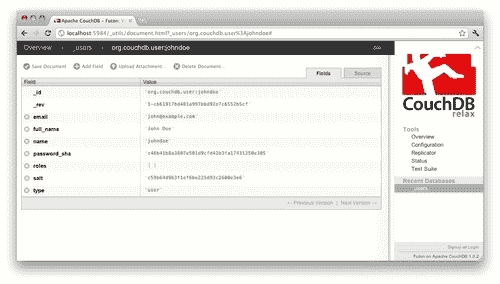 Apache CouchDB - Futon: Br
localhost:5984/_utils/document.html?_users/org.couchdb.user%3Ajohndoe#
Overview _users org.couchdb.user:johndoe
Save Document Add Field Upload Attachment... Delete Document...
Fields Source
Field Value
_id "org.couchdb.user:johndoe"
_rev
email "john@example.com"
full_name "John Doe"
name "johndoe"
password_sha
roles [ ]
salt
type "user"
← Previous Version | Next Version →
CouchDB
relax
Tools
Overview
Configuration
Replicator
Status
Test Suite
Recent Databases
_users
Signup or Login
Futon on Apache CouchDB 1.0.2